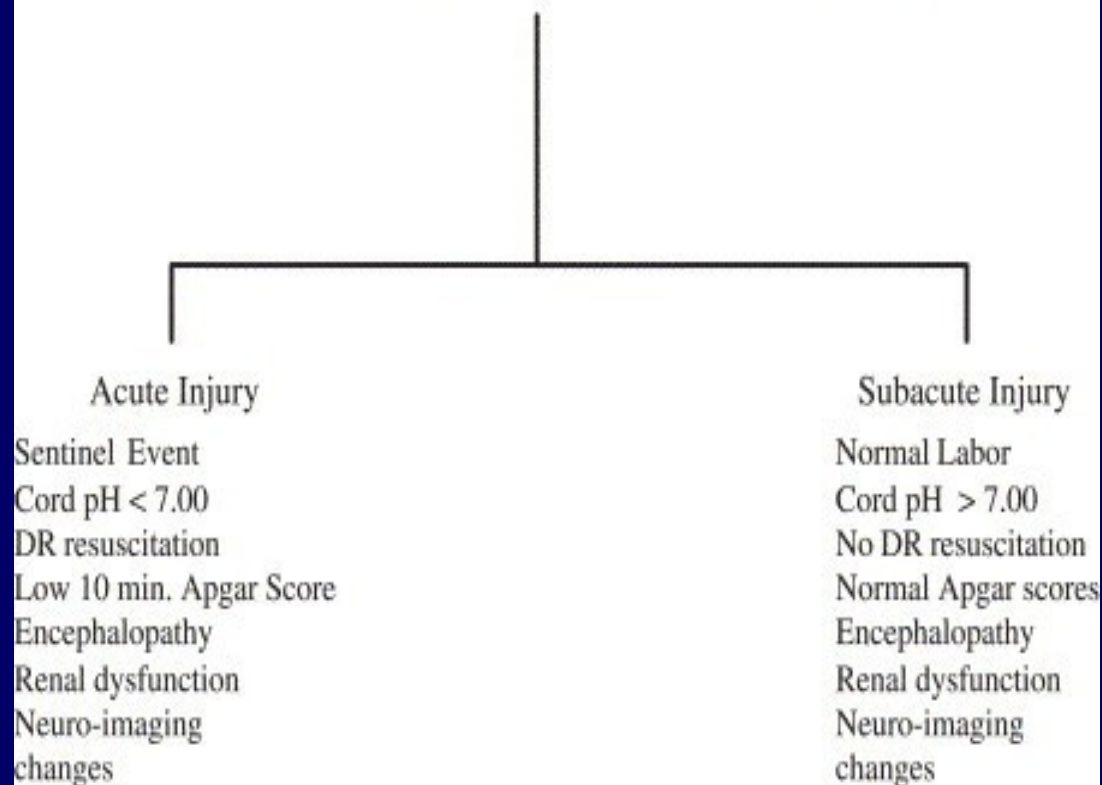 Acute Injury
Sentinel Event
Cord pH < 7.00
DR resuscitation
Low 10 min. Apgar Score
Encephalopathy
Renal dysfunction
Neuro-imaging
changes
Subacute Injury
Normal Labor
Cord pH > 7.00
No DR resuscitation
Normal Apgar scores
Encephalopathy
Renal dysfunction
Neuro-imaging
changes